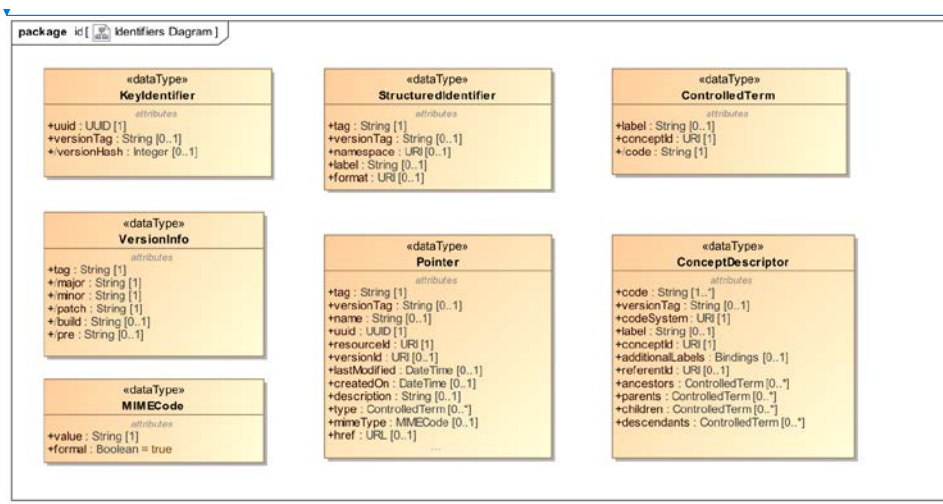 package id [ Identifiers Diagram ]
«dataType»
KeyIdentifier
attributes
+uuid : UUID [1]
+versionTag : String [0..1]
+/versionHash : Integer [0..1]
«dataType»
StructuredIdentifier
attributes
+tag : String [1]
+versionTag : String [0..1]
+namespace : URI [0..1]
+label : String [0..1]
+format : URI [0..1]
«dataType»
ControlledTerm
attributes
+label : String [0..1]
+conceptId : URI [1]
+/code : String [1]
«dataType»
VersionInfo
attributes
+tag : String [1]
+/major : String [1]
+/minor : String [1]
+/patch : String [1]
+/build : String [0..1]
+/pre : String [0..1]
«dataType»
Pointer
attributes
+tag : String [1]
+versionTag : String [0..1]
+name : String [0..1]
+uuid : UUID [1]
+resourceId : URI [1]
+versionId : URI [0..1]
+lastModified : DateTime [0..1]
+createdOn : DateTime [0..1]
+description : String [0..1]
+type : ControlledTerm [0..*]
+mimeType : MIMECode [0..1]
+href : URL [0..1]
...
«dataType»
ConceptDescriptor
attributes
+code : String [1..*]
+versionTag : String [0..1]
+codeSystem : URI [1]
+label : String [0..1]
+conceptId : URI [1]
+additionalLabels : Bindings [0..1]
+referentId : URI [0..1]
+ancestors : ControlledTerm [0..*]
+parents : ControlledTerm [0..*]
+children : ControlledTerm [0..*]
+descendants : ControlledTerm [0..*]
«dataType»
MIMECode
attributes
+value : String [1]
+formal : Boolean = true